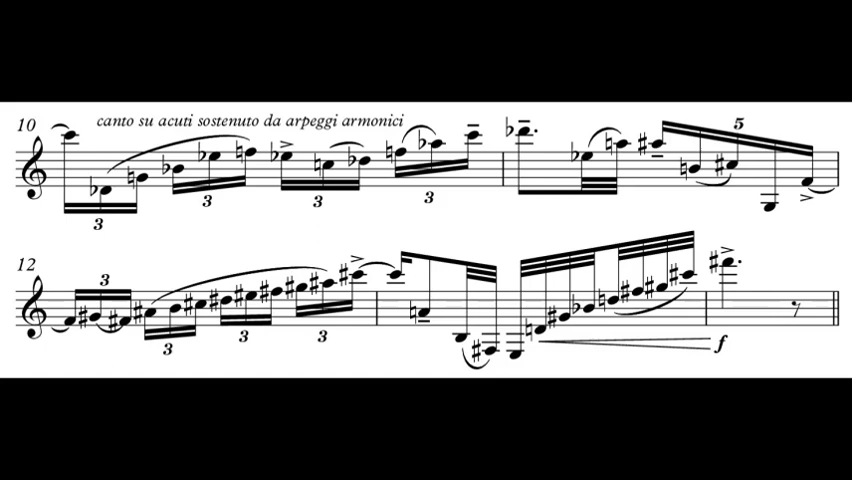 10 canto su acuti sostenuto da arpeggi armonici
3 3 3 3 5
12 3
3 3 3
f